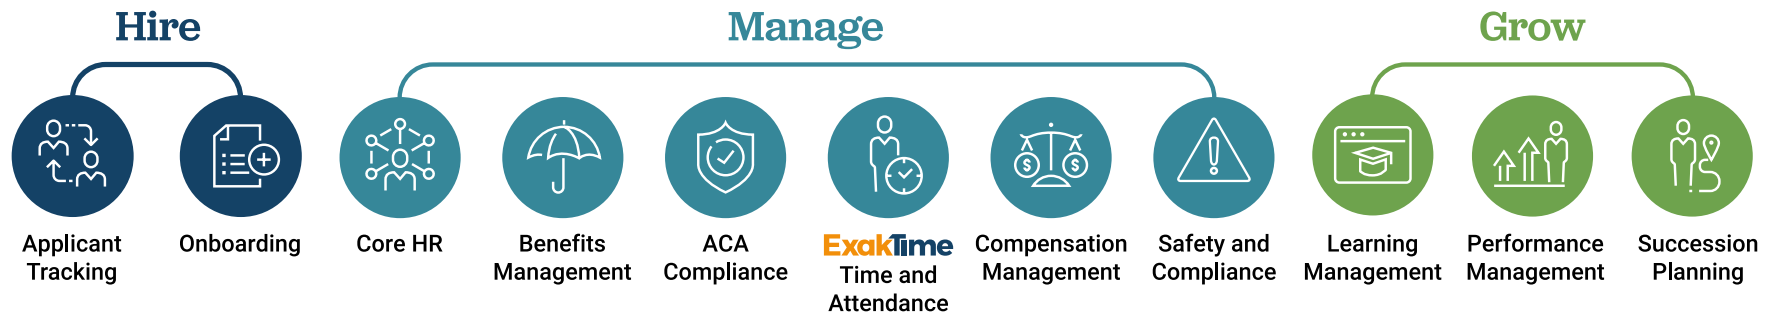 Hire
Manage
Grow
Applicant
Tracking
Onboarding
Core HR
Benefits
Management
ACA
Compliance
ExakTime
Time and
Attendance
Compensation
Management
Safety and
Compliance
Learning
Management
Performance
Management
Succession
Planning